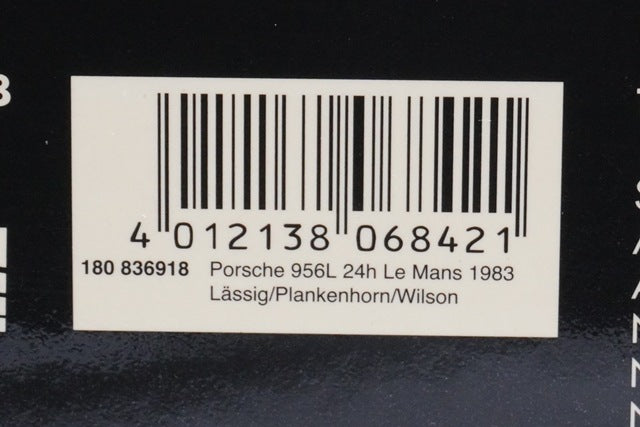 4 012138 068421
180 836918 Porsche 956L 24h Le Mans 1983
Lässig/Plankenhorn/Wilson